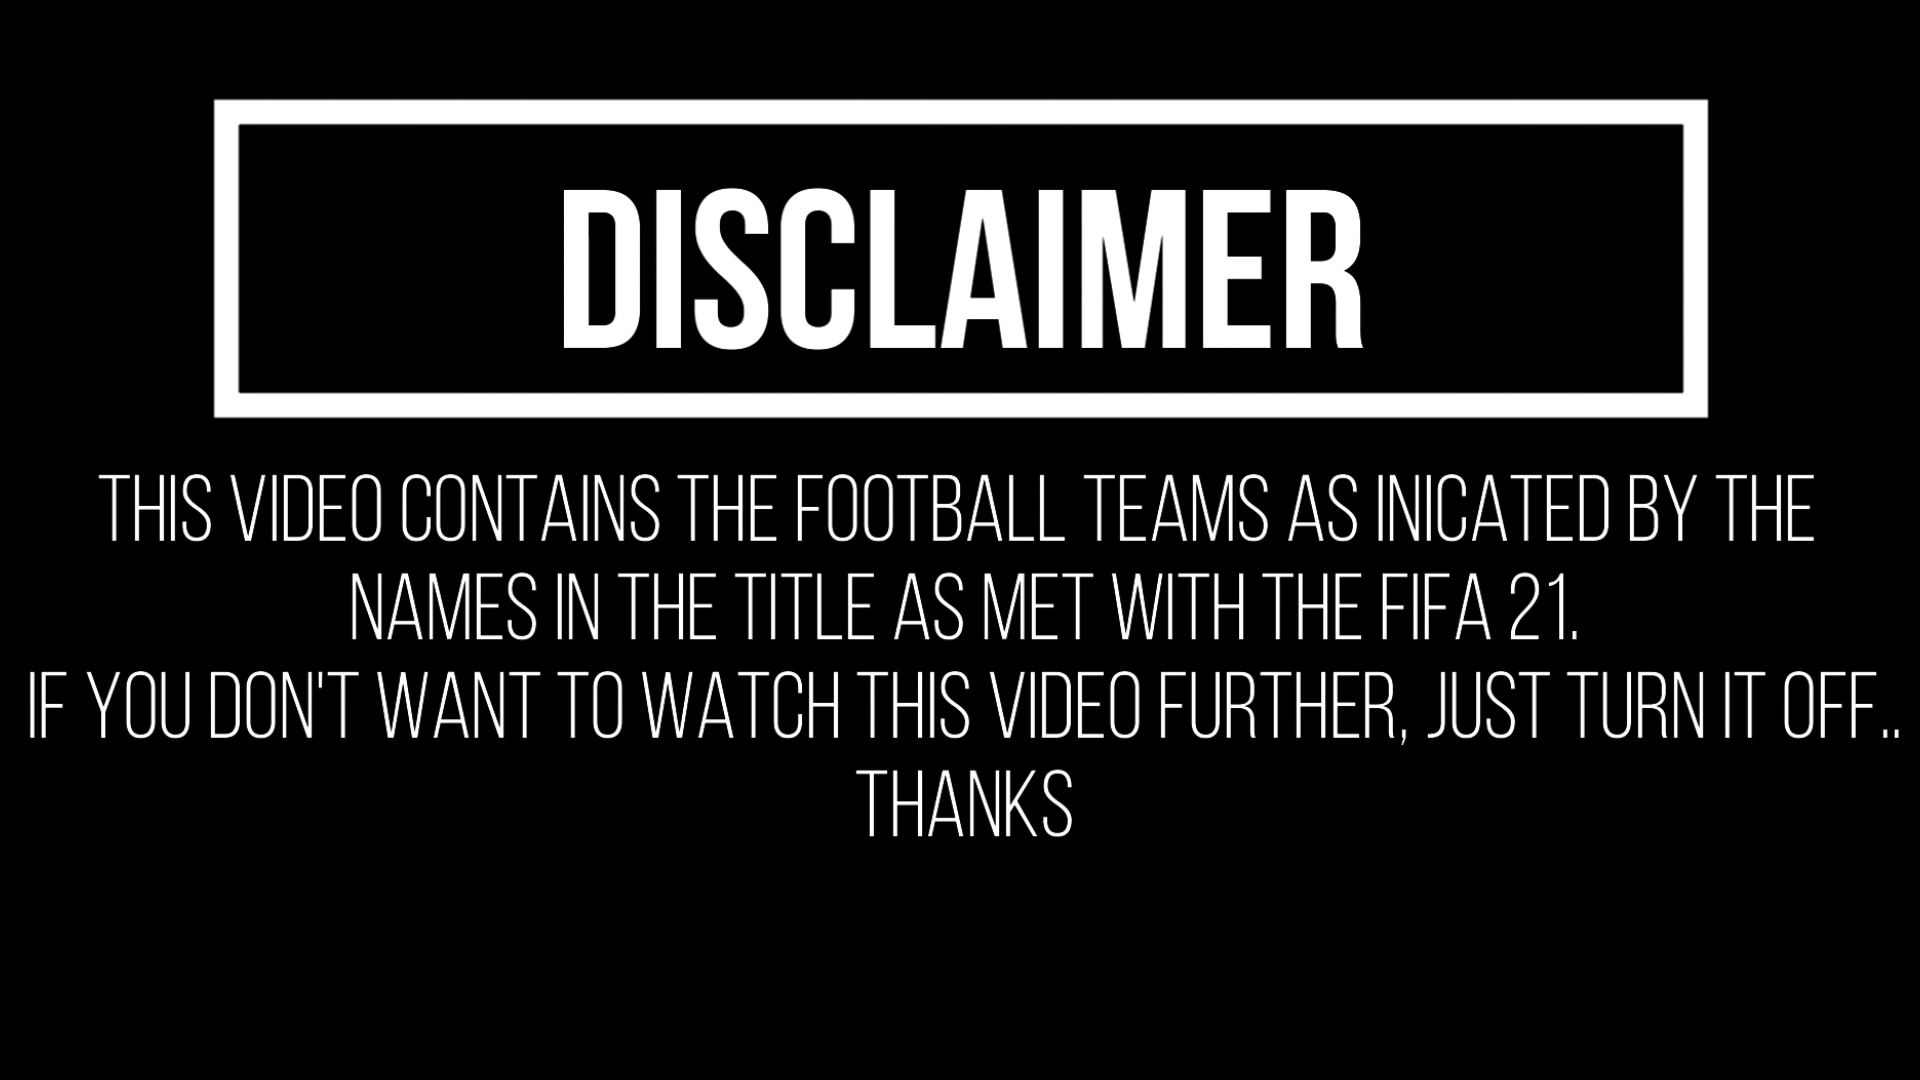 DISCLAIMER
THIS VIDEO CONTAINS THE FOOTBALL TEAMS AS INICATED BY THE
NAMES IN THE TITLE AS MET WITH THE FIFA 21.
IF YOU DON'T WANT TO WATCH THIS VIDEO FURTHER, JUST TURN IT OFF..
THANKS